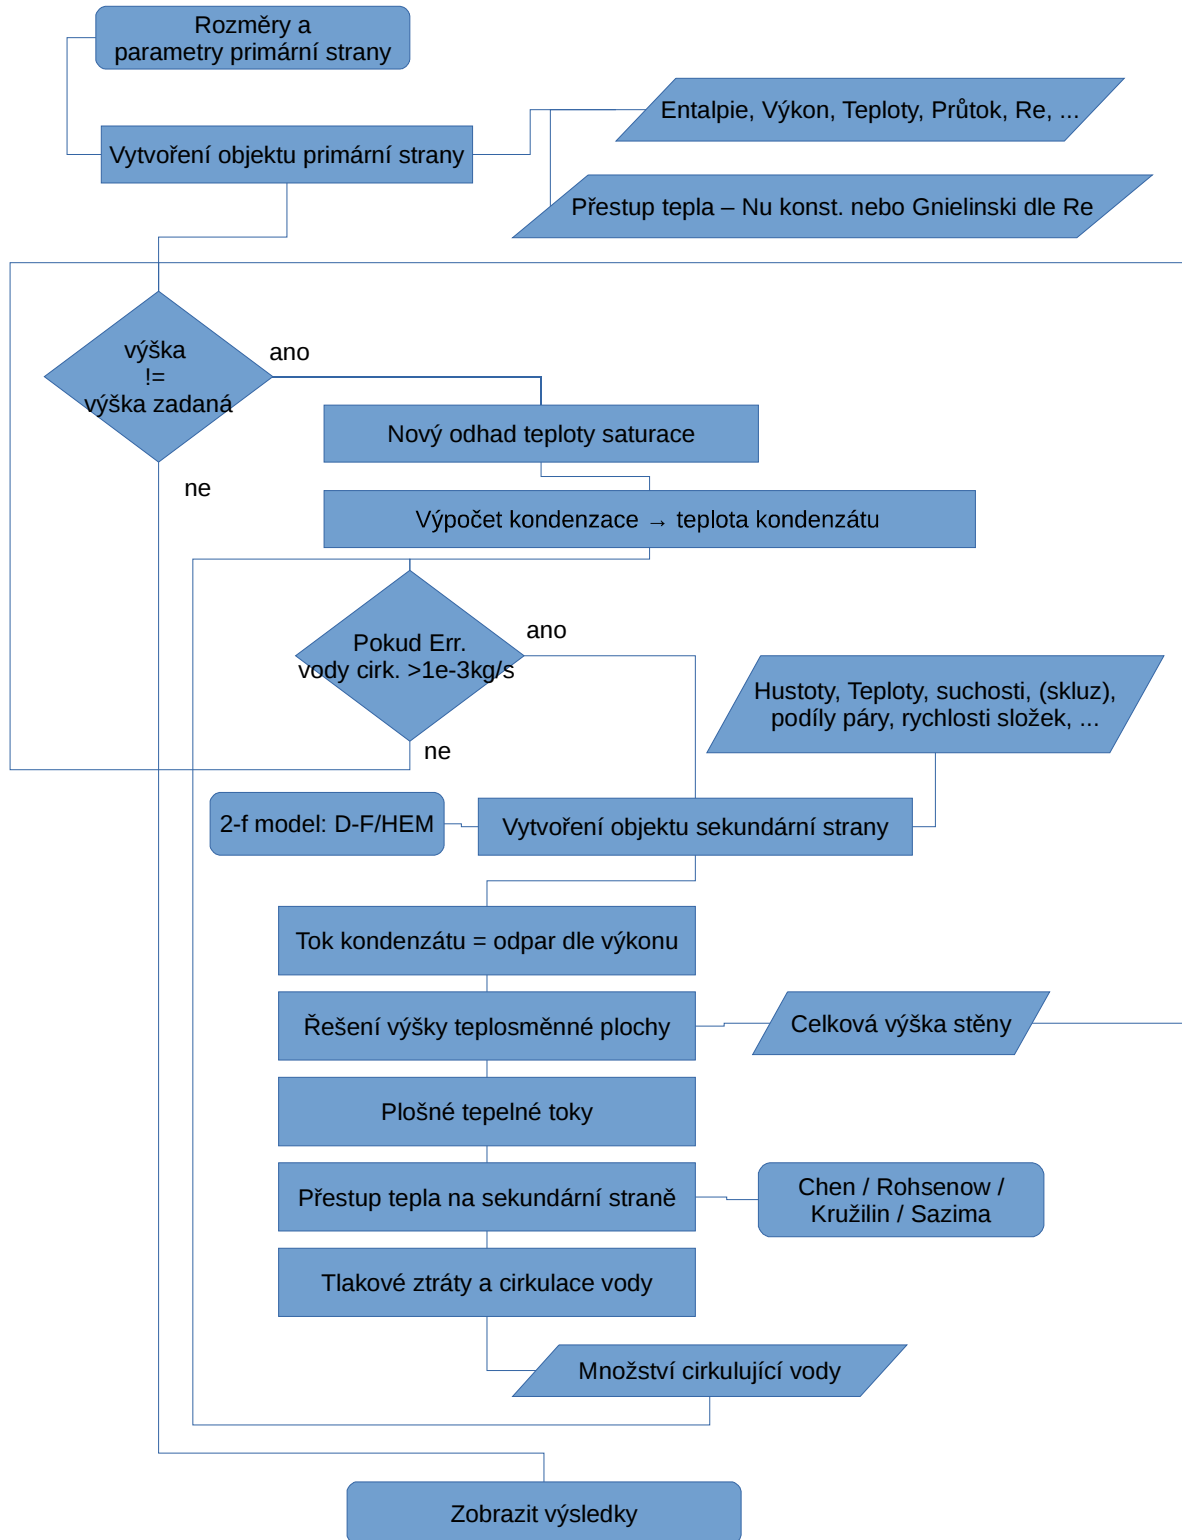 Rozměry a
parametry primární strany
Entalpie, Výkon, Teploty, Průtok, Re, ...
Vytvoření objektu primární strany
Přestup tepla – Nu konst. nebo Gnielinski dle Re
výška
!=
výška zadaná
ano
Nový odhad teploty saturace
ne
Výpočet kondenzace → teplota kondenzátu
Pokud Err.
vody cirk. >1e-3kg/s
ano
Hustoty, Teploty, suchosti, (skluz),
podíly páry, rychlosti složek, ...
ne
2-f model: D-F/HEM
Vytvoření objektu sekundární strany
Tok kondenzátu = odpar dle výkonu
Řešení výšky teplosměnné plochy
Celková výška stěny
Plošné tepelné toky
Přestup tepla na sekundární straně
Chen / Rohsenow /
Kružilin / Sazima
Tlakové ztráty a cirkulace vody
Množství cirkulující vody
Zobrazit výsledky